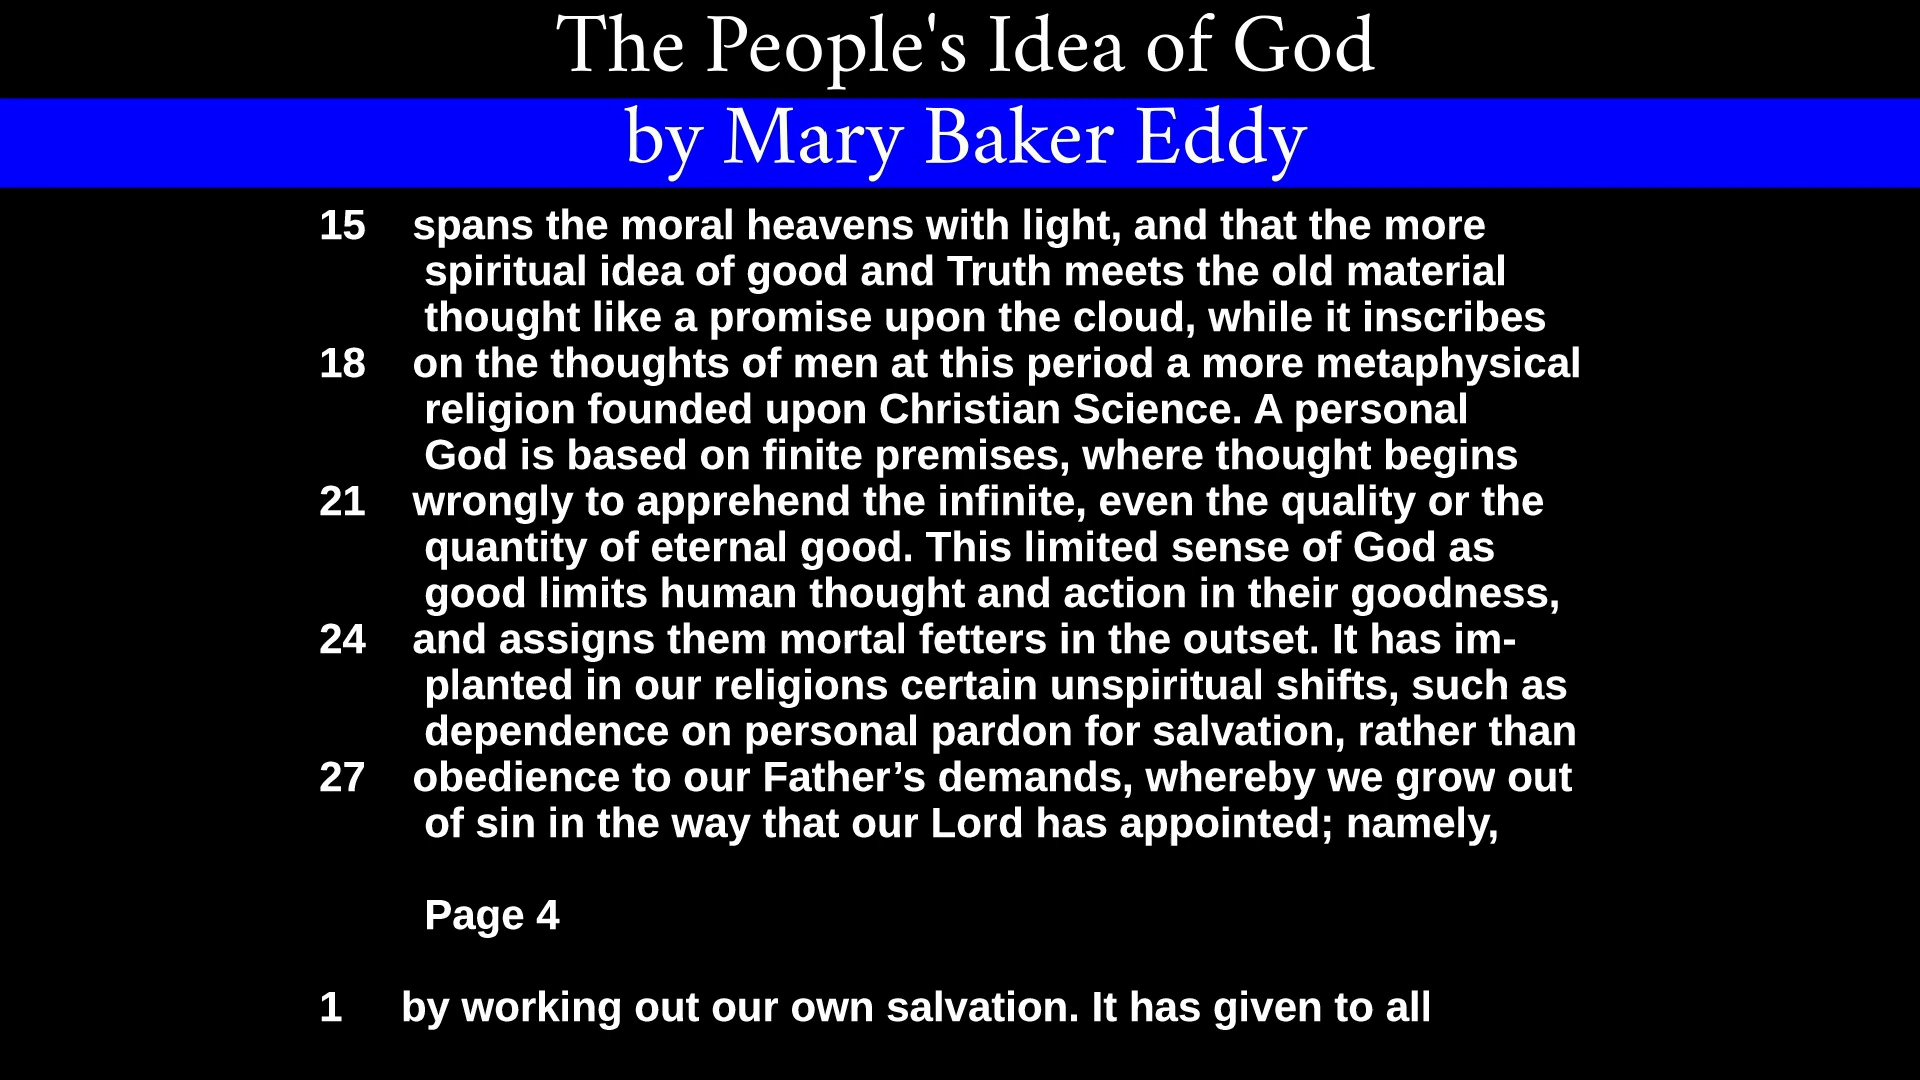 The People's Idea of God
by Mary Baker Eddy
15 spans the moral heavens with light, and that the more
spiritual idea of good and Truth meets the old material
thought like a promise upon the cloud, while it inscribes
18 on the thoughts of men at this period a more metaphysical
religion founded upon Christian Science. A personal
God is based on finite premises, where thought begins
21 wrongly to apprehend the infinite, even the quality or the
quantity of eternal good. This limited sense of God as
good limits human thought and action in their goodness,
24 and assigns them mortal fetters in the outset. It has im-
planted in our religions certain unspiritual shifts, such as
dependence on personal pardon for salvation, rather than
27 obedience to our Father’s demands, whereby we grow out
of sin in the way that our Lord has appointed; namely,
Page 4
1 by working out our own salvation. It has given to all